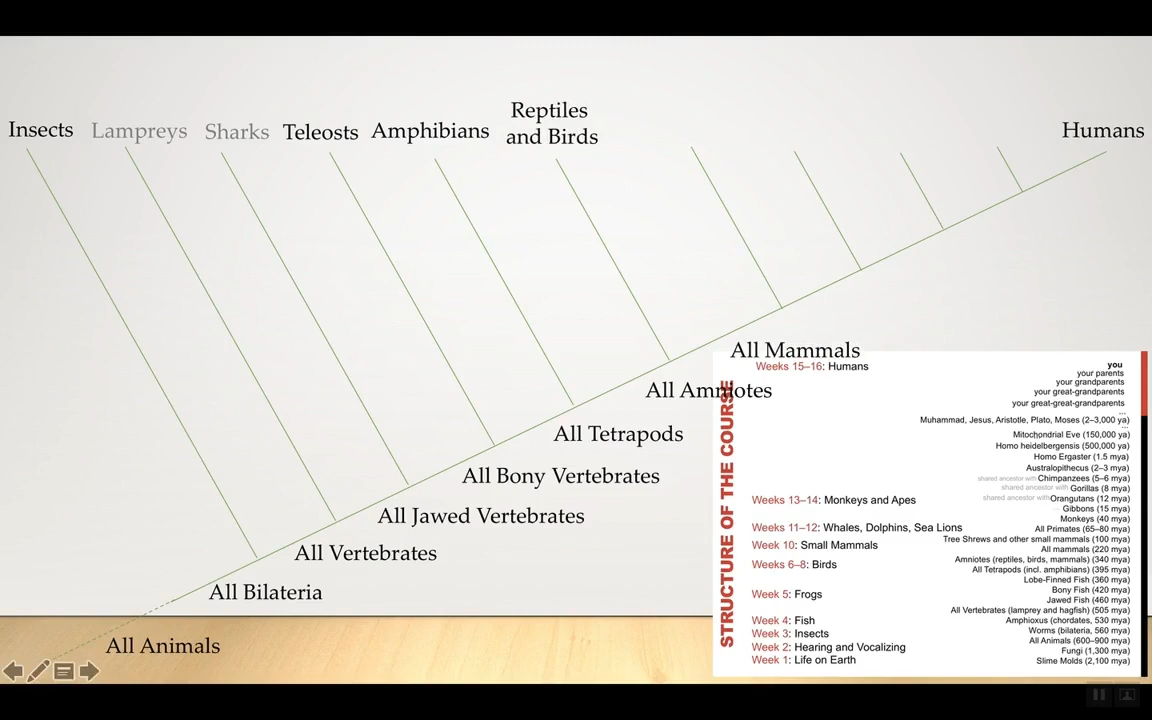 Reptiles
and Birds
Insects
Lampreys
Sharks
Teleosts
Amphibians
Humans
All Mammals
All Amniotes
All Tetrapods
All Bony Vertebrates
All Jawed Vertebrates
All Vertebrates
All Bilateria
All Animals
STRUCTURE OF THE COURSE
Weeks 15–16: Humans
Weeks 13–14: Monkeys and Apes
Weeks 11–12: Whales, Dolphins, Sea Lions
Week 10: Small Mammals
Weeks 6–8: Birds
Week 5: Frogs
Week 4: Fish
Week 3: Insects
Week 2: Hearing and Vocalizing
Week 1: Life on Earth
you
your parents
your grandparents
your great-grandparents
your great-great-grandparents
...
Muhammad, Jesus, Aristotle, Plato, Moses (2–3,000 ya)
...
Mitochondrial Eve (150,000 ya)
Homo heidelbergensis (500,000 ya)
Homo Ergaster (1.5 mya)
Australopithecus (2–3 mya)
shared ancestor with Chimpanzees (5–6 mya)
shared ancestor with Gorillas (8 mya)
shared ancestor with Orangutans (12 mya)
Gibbons (15 mya)
Monkeys (40 mya)
All Primates (65–80 mya)
Tree Shrews and other small mammals (100 mya)
All mammals (220 mya)
Amniotes (reptiles, birds, mammals) (340 mya)
All Tetrapods (incl. amphibians) (395 mya)
Lobe-Finned Fish (360 mya)
Bony Fish (420 mya)
Jawed Fish (460 mya)
All Vertebrates (lamprey and hagfish) (505 mya)
Amphioxus (chordates, 530 mya)
Worms (bilateria, 560 mya)
All Animals (600–900 mya)
Fungi (1,300 mya)
Slime Molds (2,100 mya)